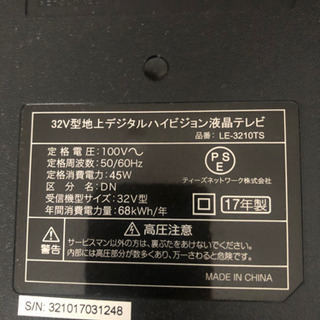 32V型地上デジタルハイビジョン液晶テレビ
品番: LE-3210TS
定格電圧: 100V〜
定格周波数: 50/60Hz
定格消費電力: 45W
区分名: DN
受信機型サイズ: 32V型
年間消費電力量: 68kWh/年
PSE
ティーズネットワーク株式会社
17年製
警告
高圧注意
サービスマン以外の方は、裏ぶたをあけないでください。
内部には高圧部分が数多くあり、万一さわると危険です。
MADE IN CHINA
S/N: 321017031248